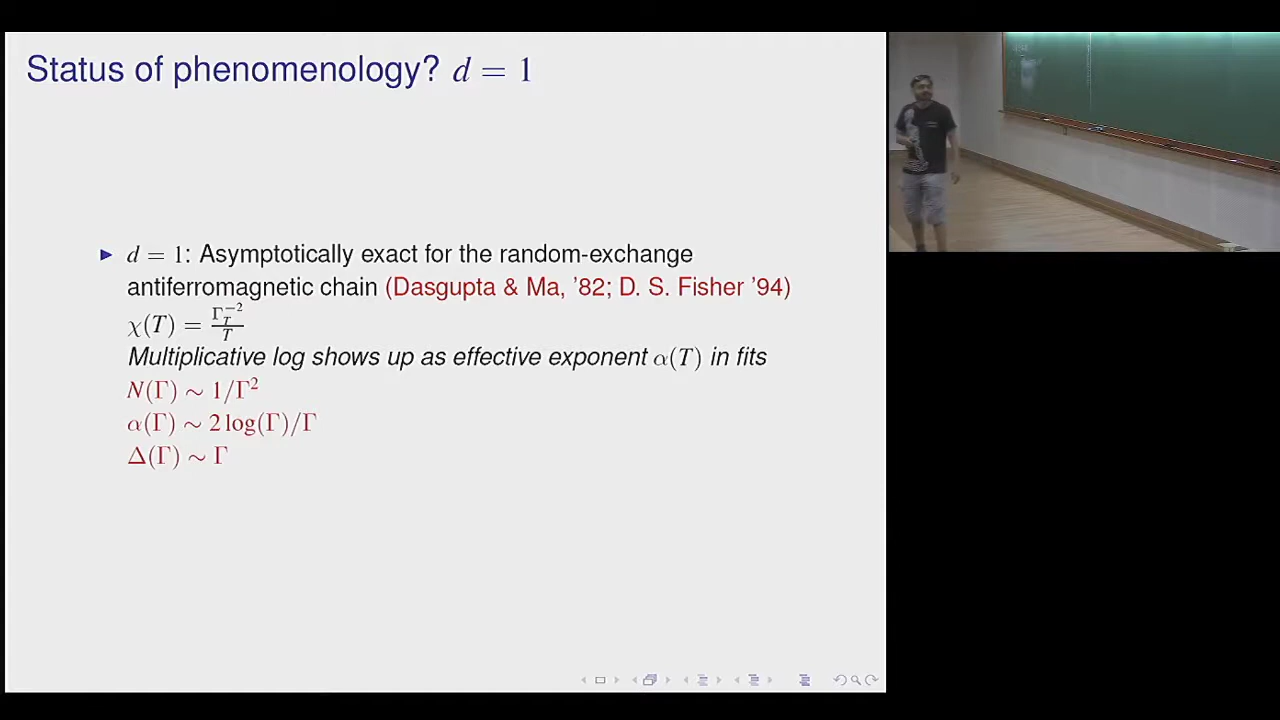 Status of phenomenology? d = 1
▶ d = 1: Asymptotically exact for the random-exchange
antiferromagnetic chain (Dasgupta & Ma, '82; D. S. Fisher '94)
χ(T) = Γ_T^{-2}/T
Multiplicative log shows up as effective exponent α(T) in fits
N(Γ) ∼ 1/Γ²
α(Γ) ∼ 2 log(Γ)/Γ
Δ(Γ) ∼ Γ